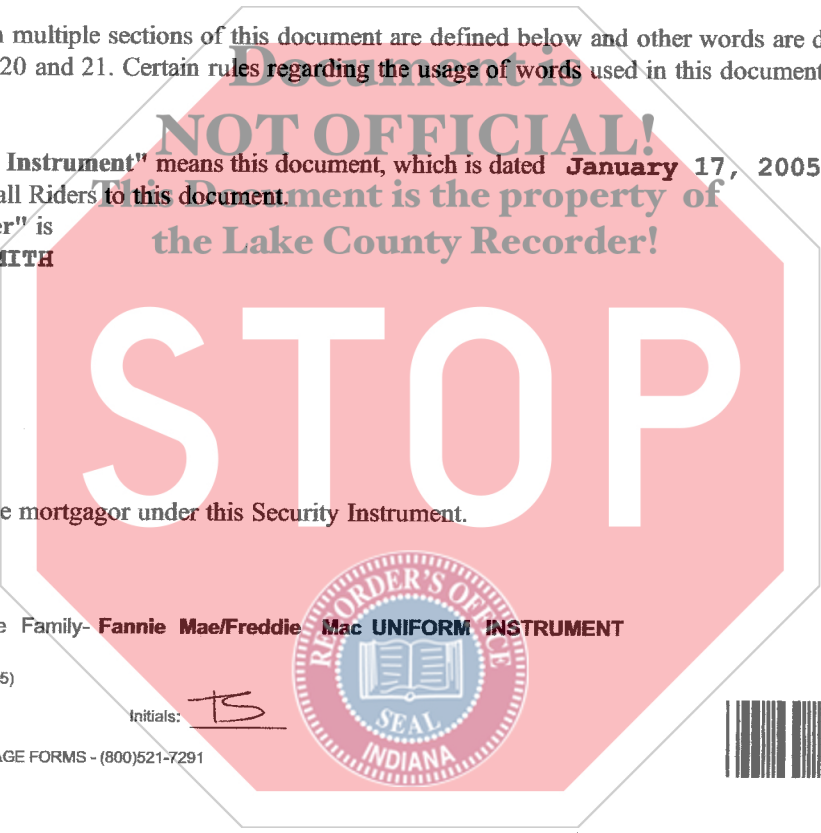 multiple sections of this document are defined below and other words are
20 and 21. Certain rules regarding the usage of words used in this document
Document is
NOT OFFICIAL!
Instrument" means this document, which is dated January 17, 2005
all Riders to this document.
This Document is the property of
er" is
the Lake County Recorder!
MITH
STOP
e mortgagor under this Security Instrument.
RECORDER'S OFFICE
e Family- Fannie Mae/Freddie Mac UNIFORM INSTRUMENT
5)
Initials: TS
SEAL
INDIANA
AGE FORMS - (800)521-7291